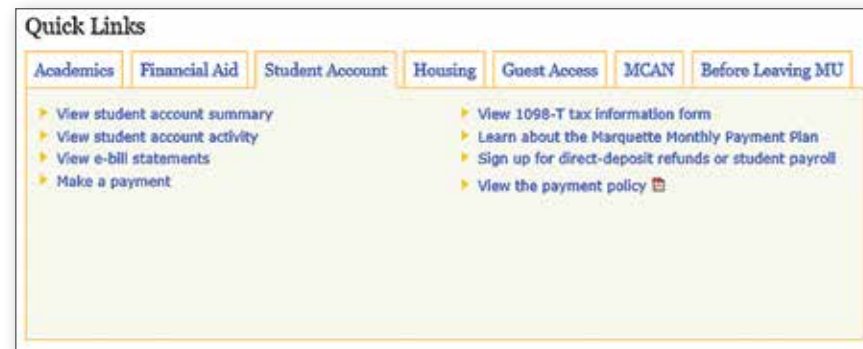 Quick Links
Academics Financial Aid Student Account Housing Guest Access MCAN Before Leaving MU
View student account summary
View student account activity
View e-bill statements
Make a payment
View 1098-T tax information form
Learn about the Marquette Monthly Payment Plan
Sign up for direct-deposit refunds or student payroll
View the payment policy